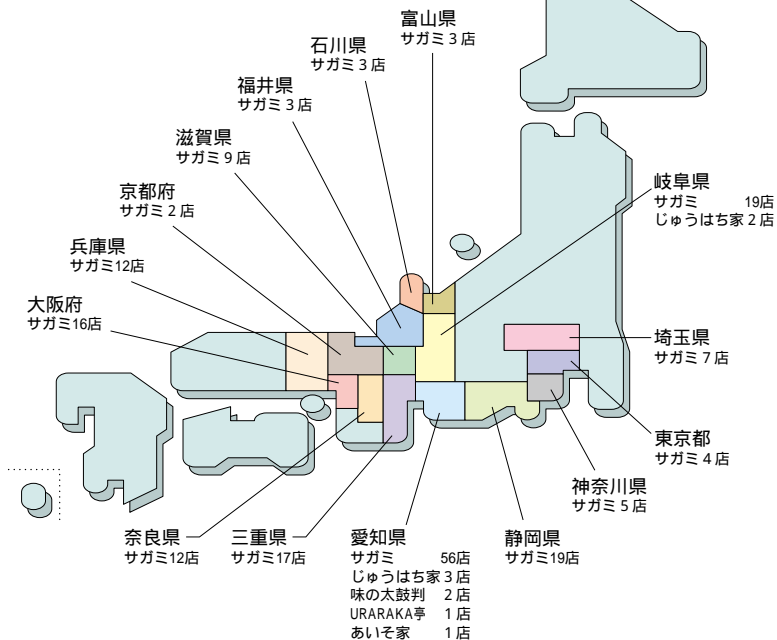 富山県
サガミ3店
石川県
サガミ3店
福井県
サガミ3店
滋賀県
サガミ9店
京都府
サガミ2店
兵庫県
サガミ12店
大阪府
サガミ16店
岐阜県
サガミ 19店
じゅうはち家2店
埼玉県
サガミ7店
東京都
サガミ4店
神奈川県
サガミ5店
奈良県
サガミ12店
三重県
サガミ17店
愛知県
サガミ 56店
じゅうはち家3店
味の太鼓判 2店
URARAKA亭 1店
あいそ家 1店
静岡県
サガミ19店